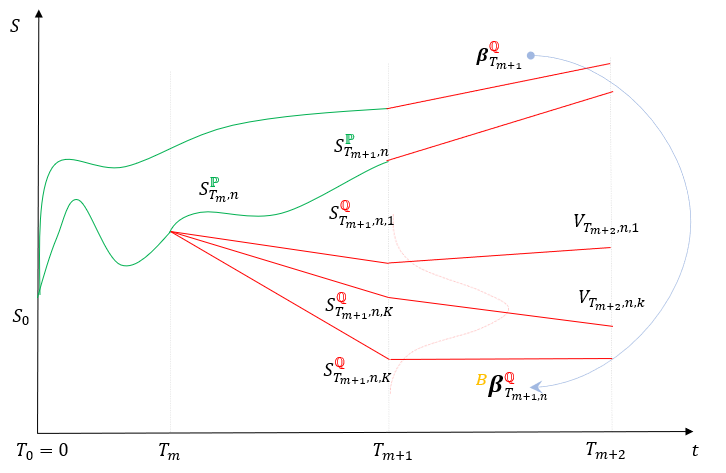 S
𝜷^ℚ_{T_{m+1}}
S^ℙ_{T_{m+1},n}
S^ℙ_{T_m,n}
S^ℚ_{T_{m+1},n,1}
V_{T_{m+2},n,1}
S^ℚ_{T_{m+1},n,K}
V_{T_{m+2},n,k}
S_0
S^ℚ_{T_{m+1},n,K}
^B𝜷^ℚ_{T_{m+1},n}
T_0 = 0
T_m
T_{m+1}
T_{m+2}
t